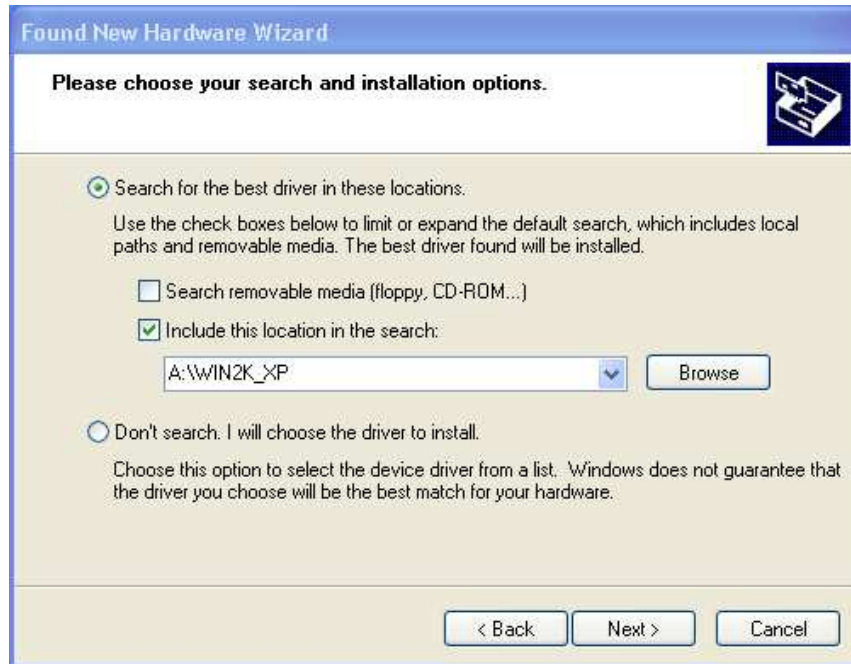 Found New Hardware Wizard
Please choose your search and installation options.
Search for the best driver in these locations.
Use the check boxes below to limit or expand the default search, which includes local
paths and removable media. The best driver found will be installed.
Search removable media (floppy, CD-ROM...)
Include this location in the search:
A:\WIN2K_XP
Browse
Don't search. I will choose the driver to install.
Choose this option to select the device driver from a list. Windows does not guarantee that
the driver you choose will be the best match for your hardware.
< Back Next > Cancel